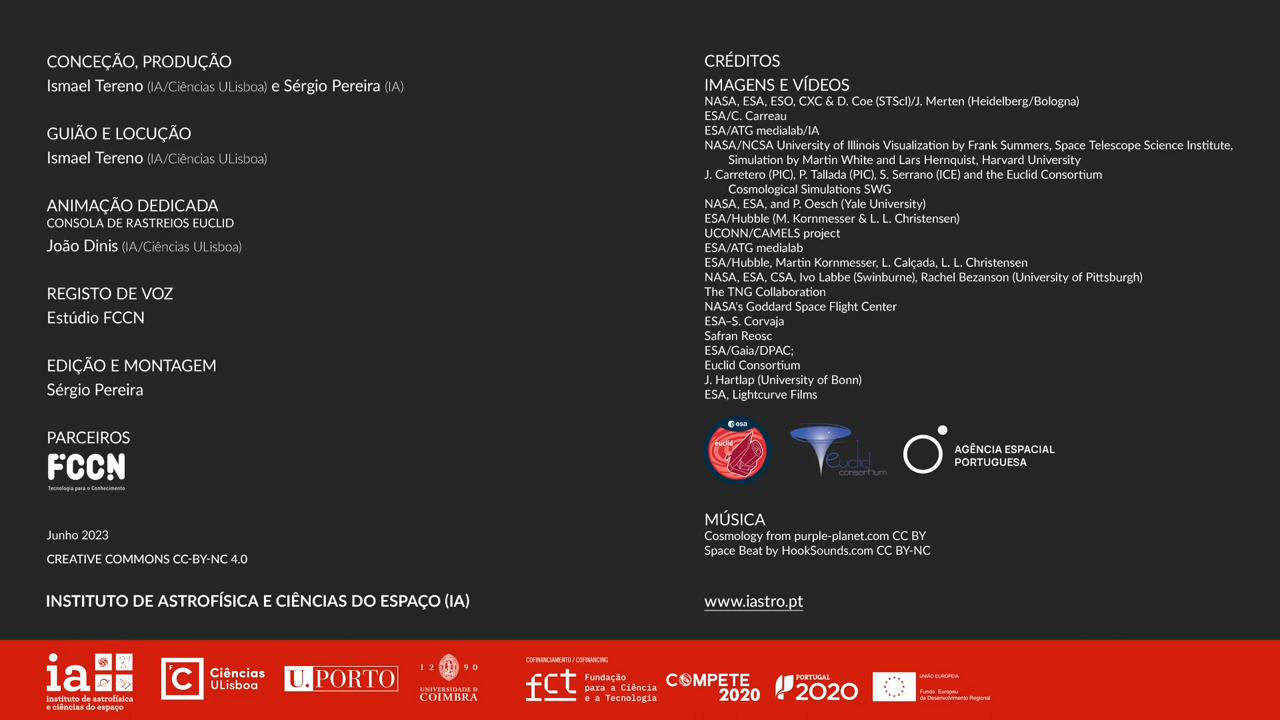 CONCEÇÃO, PRODUÇÃO
Ismael Tereno (IA/Ciências ULisboa) e Sérgio Pereira (IA)
GUIÃO E LOCUÇÃO
Ismael Tereno (IA/Ciências ULisboa)
ANIMAÇÃO DEDICADA
CONSOLA DE RASTREIOS EUCLID
João Dinis (IA/Ciências ULisboa)
REGISTO DE VOZ
Estúdio FCCN
EDIÇÃO E MONTAGEM
Sérgio Pereira
PARCEIROS
FCCN
Tecnologia para o Conhecimento
Junho 2023
CREATIVE COMMONS CC-BY-NC 4.0
INSTITUTO DE ASTROFÍSICA E CIÊNCIAS DO ESPAÇO (IA)
CRÉDITOS
IMAGENS E VÍDEOS
NASA, ESA, ESO, CXC & D. Coe (STScI)/J. Merten (Heidelberg/Bologna)
ESA/C. Carreau
ESA/ATG medialab/IA
NASA/NCSA University of Illinois Visualization by Frank Summers, Space Telescope Science Institute,
Simulation by Martin White and Lars Hernquist, Harvard University
J. Carretero (PIC), P. Tallada (PIC), S. Serrano (ICE) and the Euclid Consortium
Cosmological Simulations SWG
NASA, ESA, and P. Oesch (Yale University)
ESA/Hubble (M. Kornmesser & L. L. Christensen)
UCONN/CAMELS project
ESA/ATG medialab
ESA/Hubble, Martin Kornmesser, L. Calçada, L. L. Christensen
NASA, ESA, CSA, Ivo Labbe (Swinburne), Rachel Bezanson (University of Pittsburgh)
The TNG Collaboration
NASA's Goddard Space Flight Center
ESA–S. Corvaja
Safran Reosc
ESA/Gaia/DPAC;
Euclid Consortium
J. Hartlap (University of Bonn)
ESA, Lightcurve Films
esa
euclid
euclid
consortium
AGÊNCIA ESPACIAL
PORTUGUESA
MÚSICA
Cosmology from purple-planet.com CC BY
Space Beat by HookSounds.com CC BY-NC
www.iastro.pt
ia
instituto de astrofísica
e ciências do espaço
C
Ciências
ULisboa
U.PORTO
12 90
UNIVERSIDADE D
COIMBRA
COFINANCIAMENTO / COFINANCING
fct
Fundação
para a Ciência
e a Tecnologia
COMPETE
2020
PORTUGAL
2020
UNIÃO EUROPEIA
Fundo Europeu
de Desenvolvimento Regional